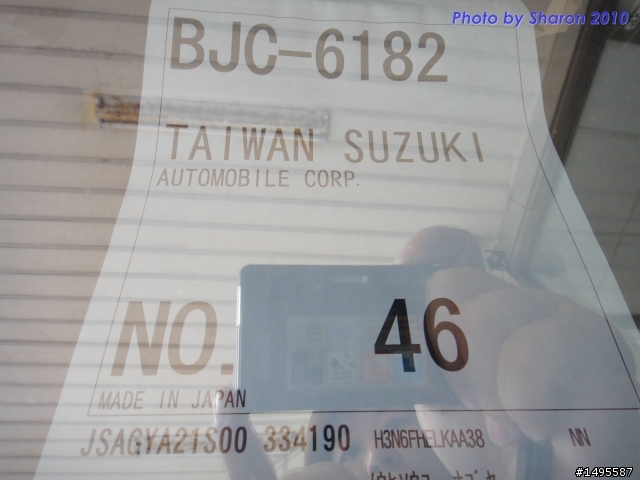 Photo by Sharon 2010
BJC-6182
TAIWAN SUZUKI
AUTOMOBILE CORP.
NO. 46
MADE IN JAPAN
JSAGYA21S00 334190 H3N6FHELKAA38 NN
#1495587